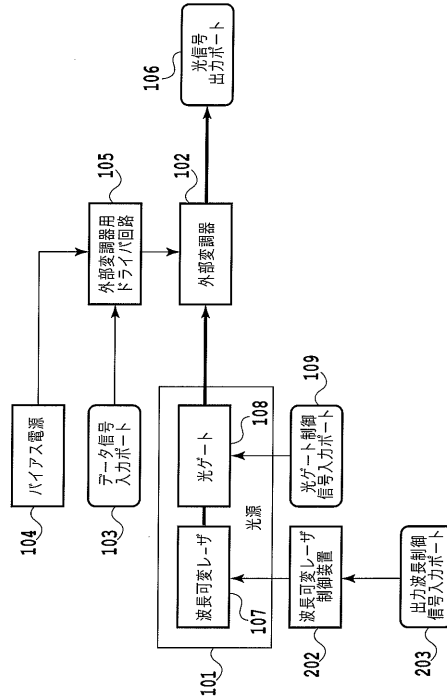 104
バイアス電源
103
データ信号
入力ポート
105
外部変調器用
ドライバ回路
102
外部変調器
106
光信号
出力ポート
101
光源
107
波長可変レーザ
108
光ゲート
109
光ゲート制御
信号入力ポート
202
波長可変レーザ
制御装置
203
出力波長制御
信号入力ポート